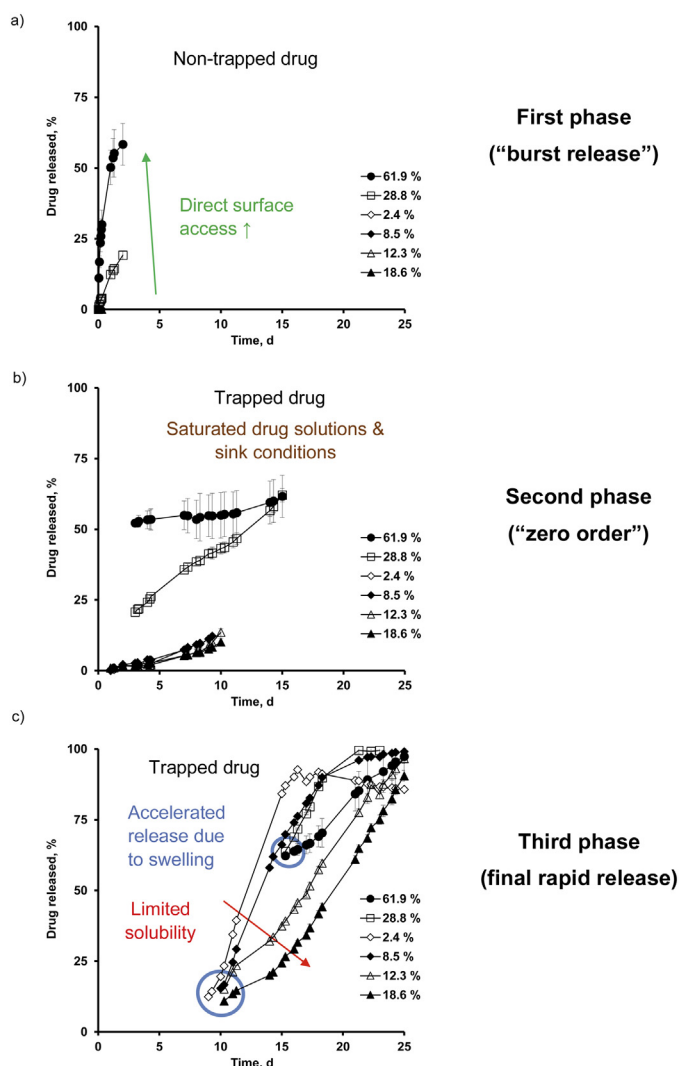 a)
Non-trapped drug
First phase
(“burst release”)
Direct surface
access ↑
Drug released, %
100
75
50
25
0
0 5 10 15 20 25
Time, d
61.9 %
28.8 %
2.4 %
8.5 %
12.3 %
18.6 %
b)
Trapped drug
Saturated drug solutions &
sink conditions
Second phase
(“zero order”)
Drug released, %
100
75
50
25
0
0 5 10 15 20 25
Time, d
61.9 %
28.8 %
2.4 %
8.5 %
12.3 %
18.6 %
c)
Trapped drug
Accelerated
release due
to swelling
Third phase
(final rapid release)
Limited
solubility
Drug released, %
100
75
50
25
0
0 5 10 15 20 25
Time, d
61.9 %
28.8 %
2.4 %
8.5 %
12.3 %
18.6 %